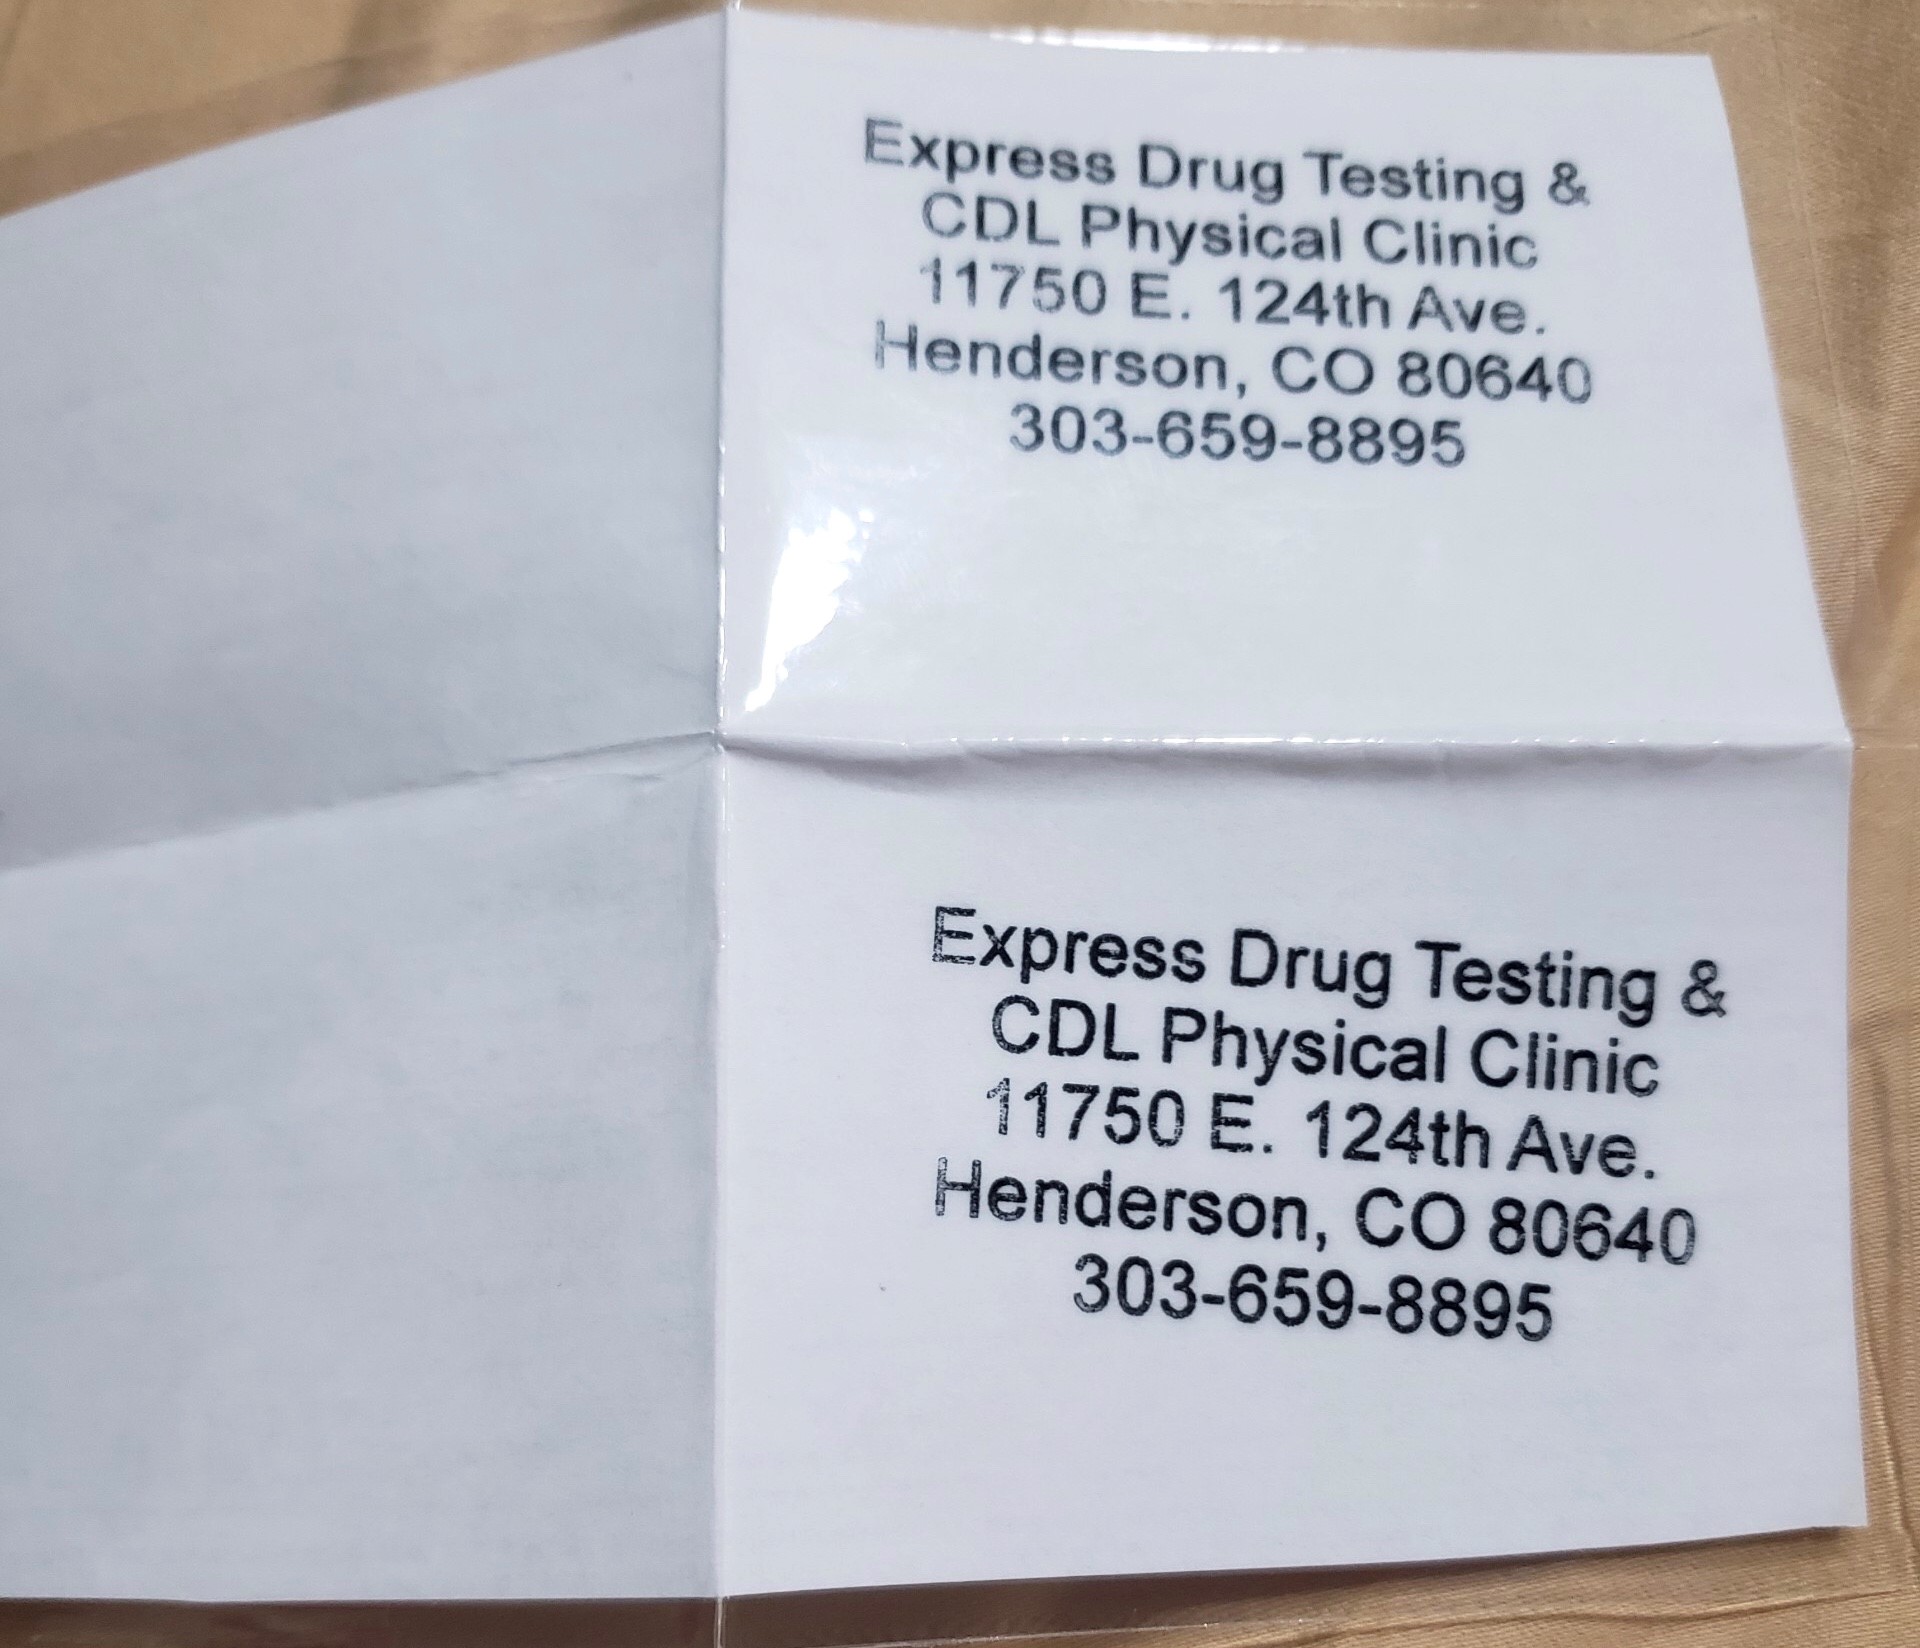 Express Drug Testing &
CDL Physical Clinic
11750 E. 124th Ave.
Henderson, CO 80640
303-659-8895
Express Drug Testing &
CDL Physical Clinic
11750 E. 124th Ave.
Henderson, CO 80640
303-659-8895